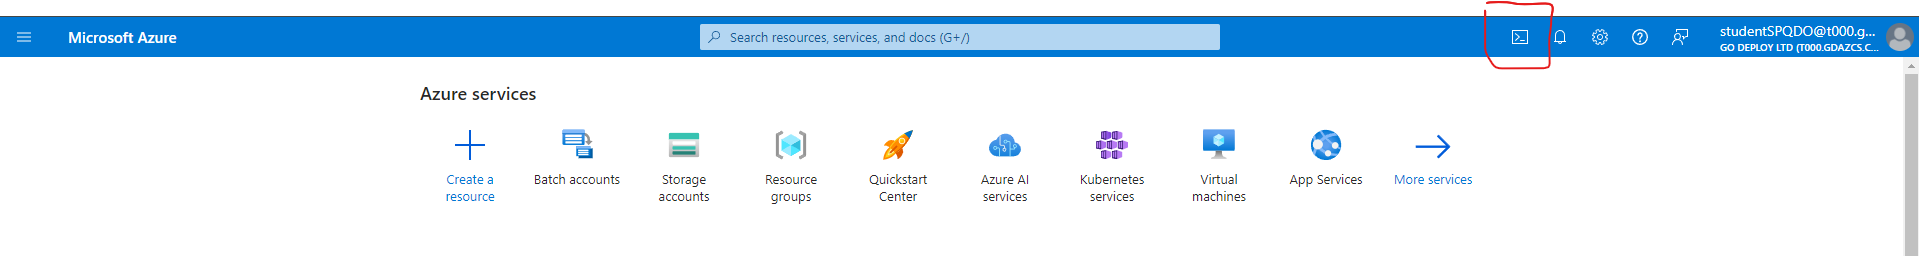 Microsoft Azure
Search resources, services, and docs (G+/)
studentSPQDO@t000.g...
GO DEPLOY LTD (T000.GDAZCS.C...
Azure services
Create a
resource
Batch accounts
Storage
accounts
Resource
groups
Quickstart
Center
Azure AI
services
Kubernetes
services
Virtual
machines
App Services
More services